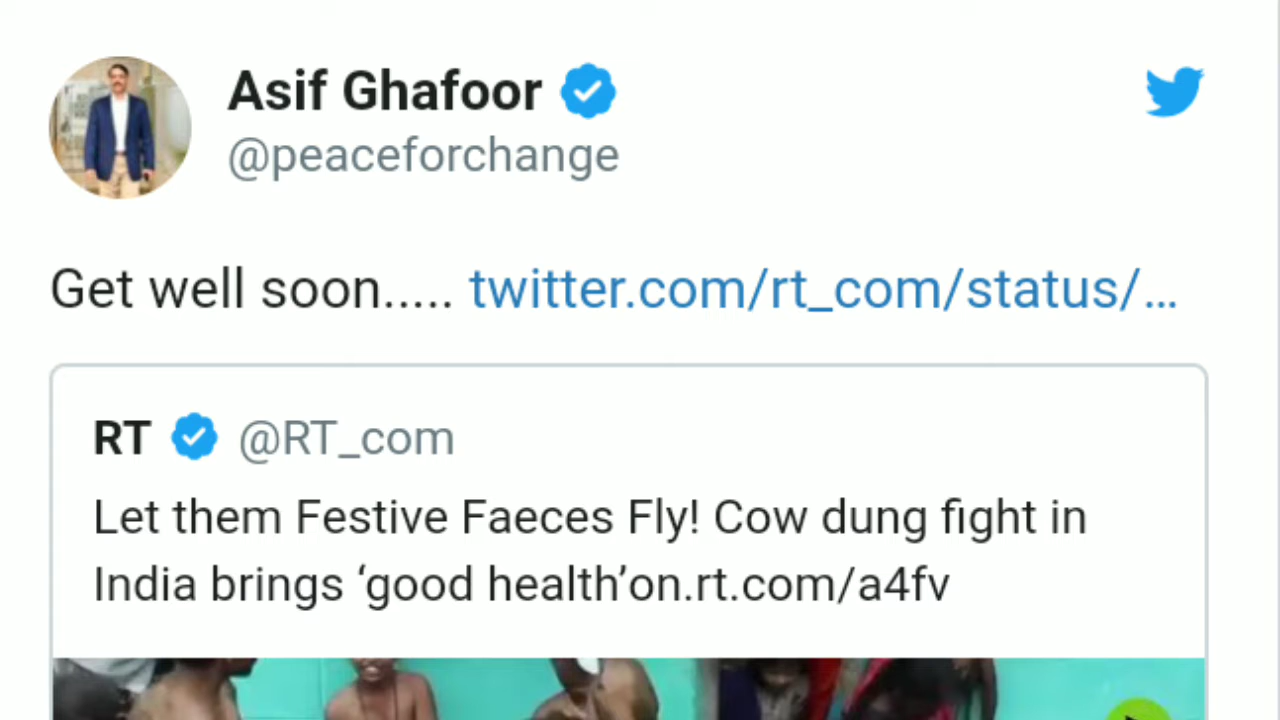 Asif Ghafoor
@peaceforchange
Get well soon..... twitter.com/rt_com/status/…
RT @RT_com
Let them Festive Faeces Fly! Cow dung fight in
India brings ‘good health’on.rt.com/a4fv